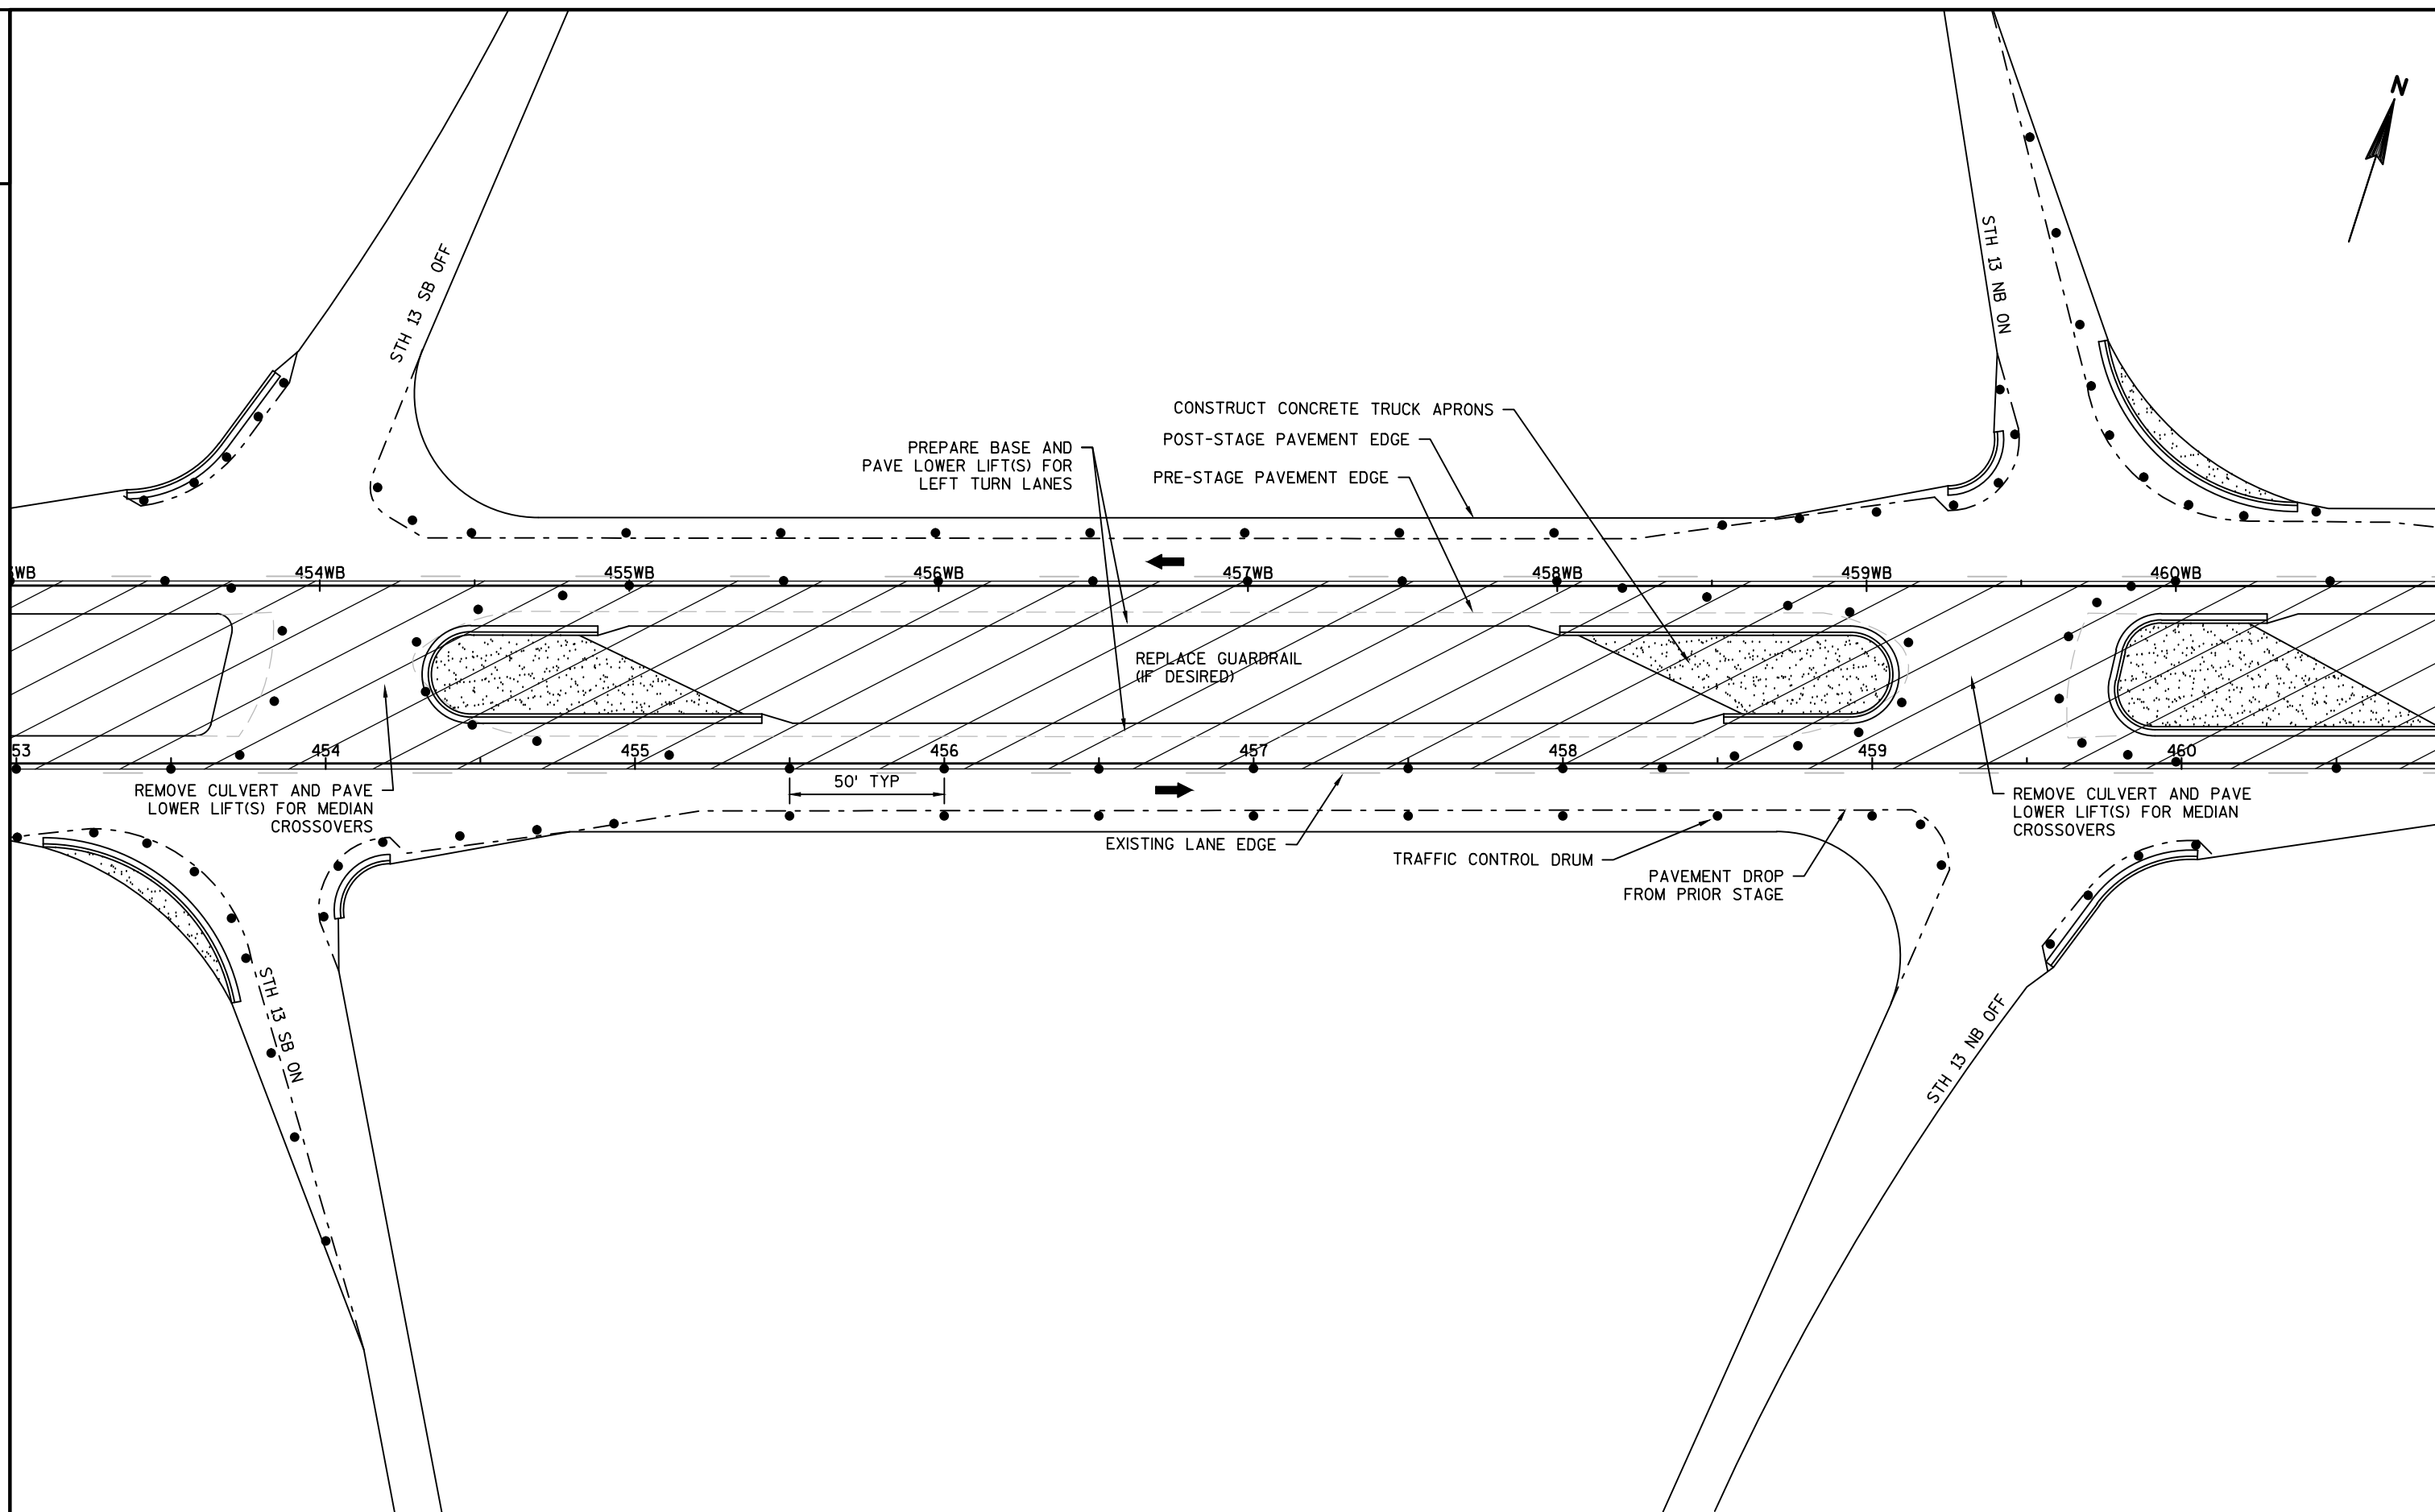 N
STH 13 SB OFF
STH 13 NB ON
CONSTRUCT CONCRETE TRUCK APRONS
POST-STAGE PAVEMENT EDGE
PREPARE BASE AND
PAVE LOWER LIFT(S) FOR
LEFT TURN LANES
PRE-STAGE PAVEMENT EDGE
WB
454WB
455WB
456WB
457WB
458WB
459WB
460WB
REPLACE GUARDRAIL
(IF DESIRED)
53
454
455
456
457
458
459
460
50' TYP
REMOVE CULVERT AND PAVE
LOWER LIFT(S) FOR MEDIAN
CROSSOVERS
REMOVE CULVERT AND PAVE
LOWER LIFT(S) FOR MEDIAN
CROSSOVERS
EXISTING LANE EDGE
TRAFFIC CONTROL DRUM
PAVEMENT DROP
FROM PRIOR STAGE
STH 13 SB ON
STH 13 NB OFF